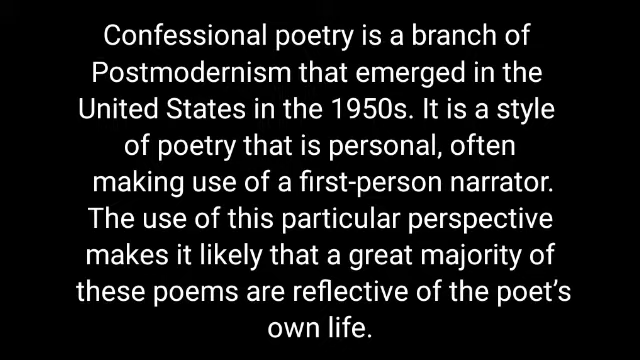 Confessional poetry is a branch of
Postmodernism that emerged in the
United States in the 1950s. It is a style
of poetry that is personal, often
making use of a first-person narrator.
The use of this particular perspective
makes it likely that a great majority of
these poems are reflective of the poet’s
own life.